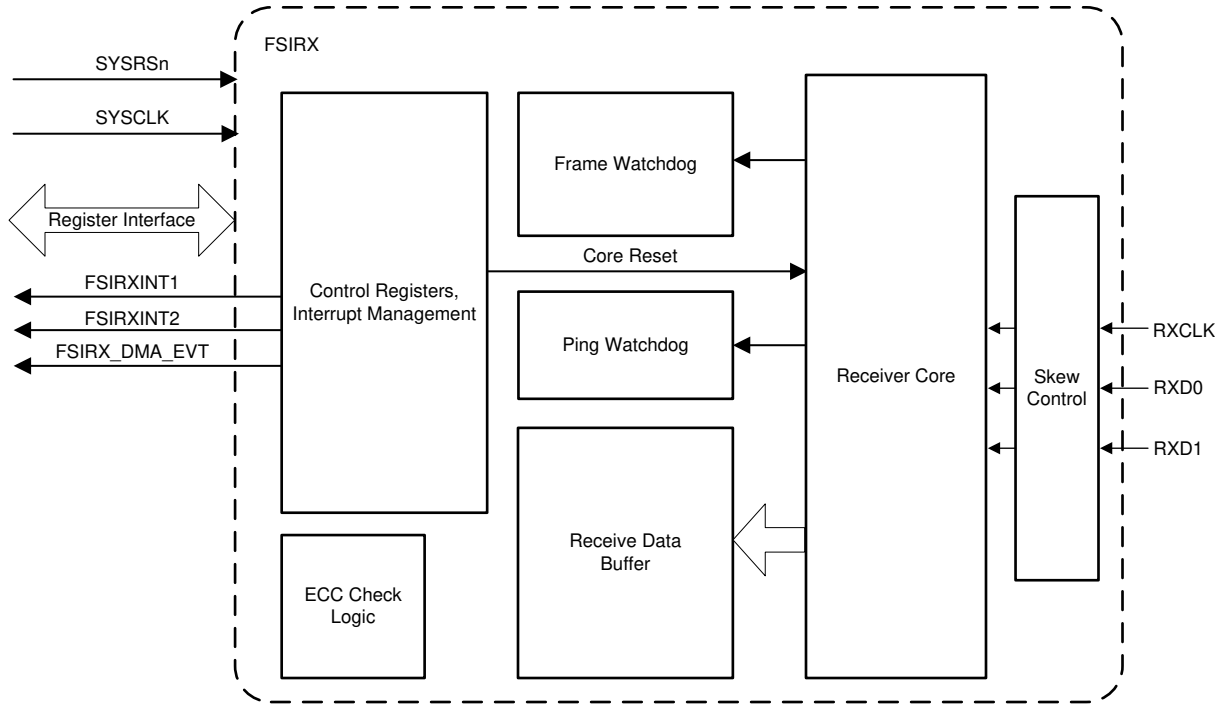 FSIRX
SYSRSn
SYSCLK
Register Interface
FSIRXINT1
FSIRXINT2
FSIRX_DMA_EVT
Control Registers,
Interrupt Management
ECC Check
Logic
Frame Watchdog
Core Reset
Ping Watchdog
Receive Data
Buffer
Receiver Core
Skew
Control
RXCLK
RXD0
RXD1